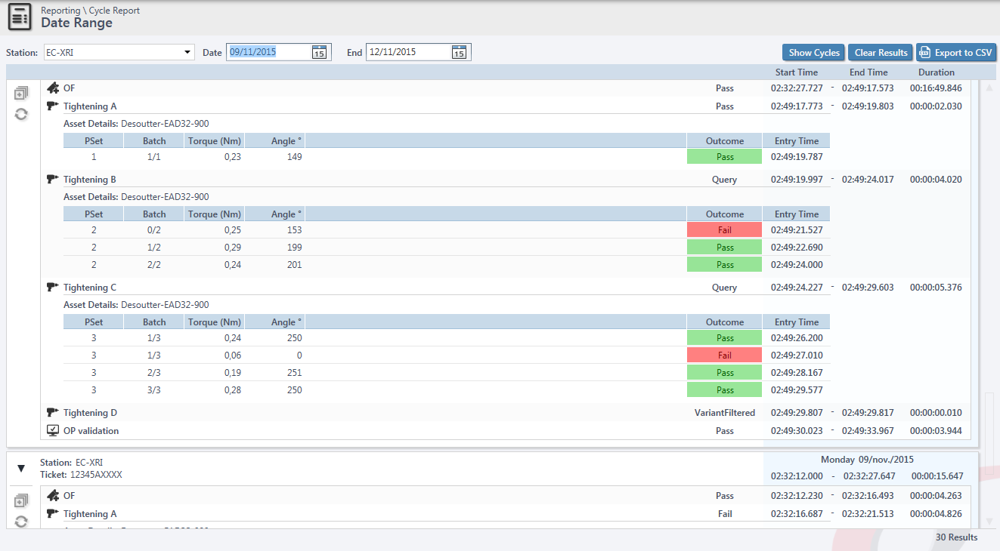 Reporting \ Cycle Report
Date Range
Station: EC-XRI Date 09/11/2015 15 End 12/11/2015 15 Show Cycles Clear Results Export to CSV
Start Time End Time Duration
OF Pass 02:32:27.727 - 02:49:17.573 00:16:49.846
Tightening A Pass 02:49:17.773 - 02:49:19.803 00:00:02.030
Asset Details: Desoutter-EAD32-900
PSet Batch Torque (Nm) Angle ° Outcome Entry Time
1 1/1 0,23 149 Pass 02:49:19.787
Tightening B Query 02:49:19.997 - 02:49:24.017 00:00:04.020
Asset Details: Desoutter-EAD32-900
PSet Batch Torque (Nm) Angle ° Outcome Entry Time
2 0/2 0,25 153 Fail 02:49:21.527
2 1/2 0,29 199 Pass 02:49:22.690
2 2/2 0,24 201 Pass 02:49:24.000
Tightening C Query 02:49:24.227 - 02:49:29.603 00:00:05.376
Asset Details: Desoutter-EAD32-900
PSet Batch Torque (Nm) Angle ° Outcome Entry Time
3 1/3 0,24 250 Pass 02:49:26.200
3 1/3 0,06 0 Fail 02:49:27.010
3 2/3 0,19 251 Pass 02:49:28.167
3 3/3 0,28 250 Pass 02:49:29.577
Tightening D VariantFiltered 02:49:29.807 - 02:49:29.817 00:00:00.010
OP validation Pass 02:49:30.023 - 02:49:33.967 00:00:03.944
Station: EC-XRI Monday 09/nov./2015
Ticket: 12345AXXXX 02:32:12.000 - 02:32:27.647 00:00:15.647
OF Pass 02:32:12.230 - 02:32:16.493 00:00:04.263
Tightening A Fail 02:32:16.687 - 02:32:21.513 00:00:04.826
30 Results